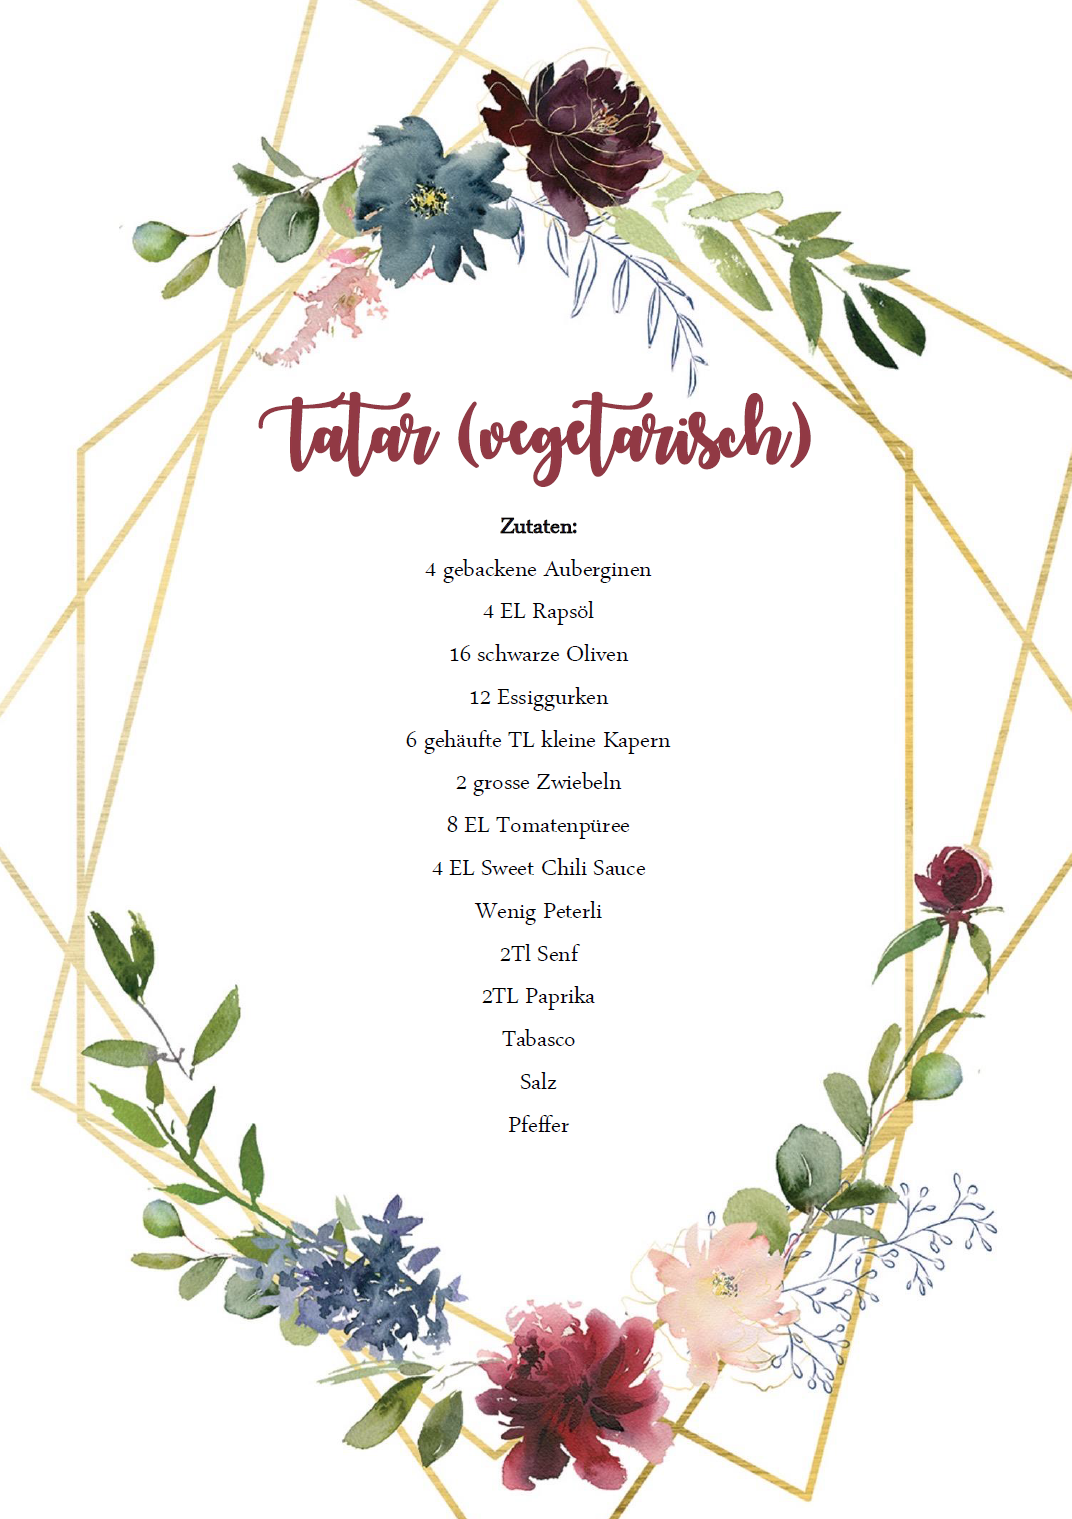 tatar (vegetarisch)
Zutaten:
4 gebackene Auberginen
4 EL Rapsöl
16 schwarze Oliven
12 Essiggurken
6 gehäufte TL kleine Kapern
2 grosse Zwiebeln
8 EL Tomatenpüree
4 EL Sweet Chili Sauce
Wenig Peterli
2Tl Senf
2TL Paprika
Tabasco
Salz
Pfeffer